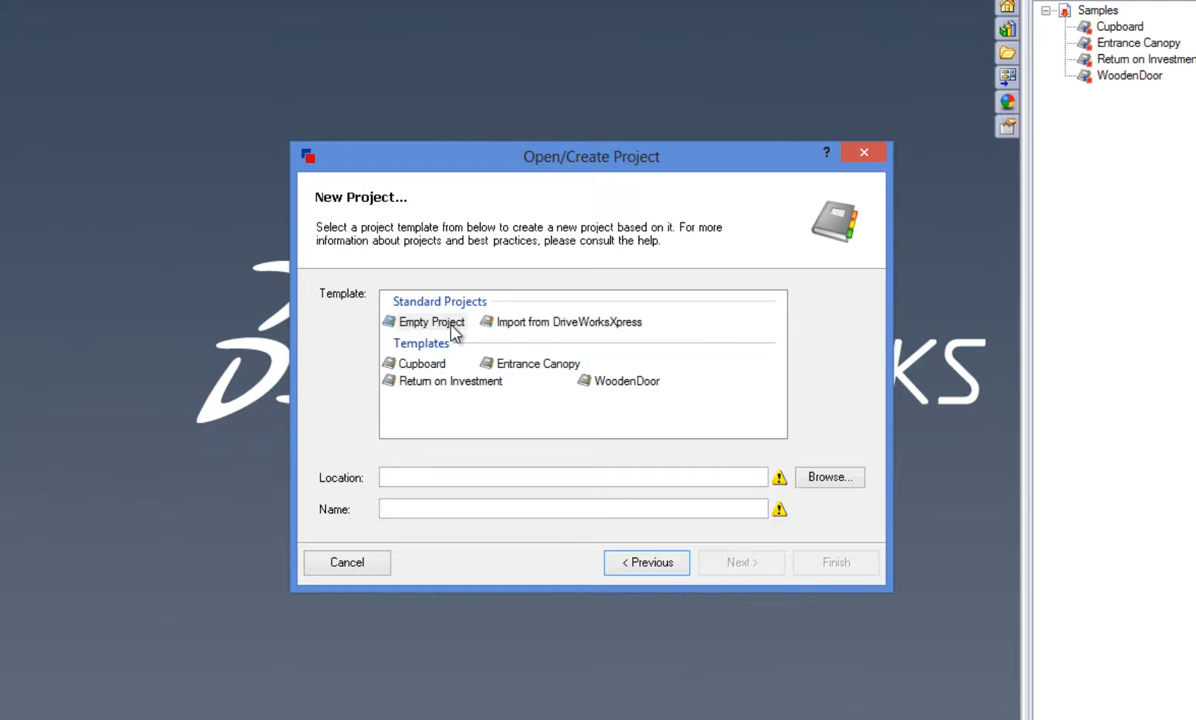 Samples
Cupboard
Entrance Canopy
Return on Investmen
WoodenDoor
Open/Create Project
?
New Project...
Select a project template from below to create a new project based on it. For more
information about projects and best practices, please consult the help.
Template:
Standard Projects
Empty Project
Import from DriveWorksXpress
Templates
Cupboard
Entrance Canopy
Return on Investment
WoodenDoor
Location:
Browse...
Name:
Cancel
< Previous
Next >
Finish
KS